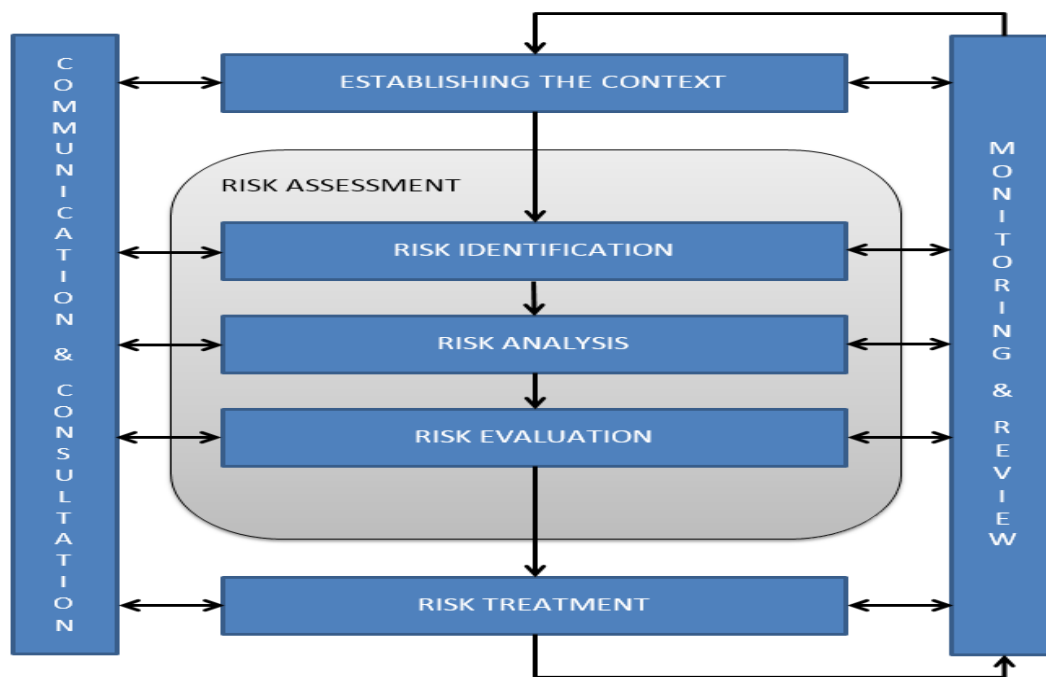 COMMUNICATION & CONSULTATION
ESTABLISHING THE CONTEXT
RISK ASSESSMENT
RISK IDENTIFICATION
RISK ANALYSIS
RISK EVALUATION
RISK TREATMENT
MONITORING & REVIEW